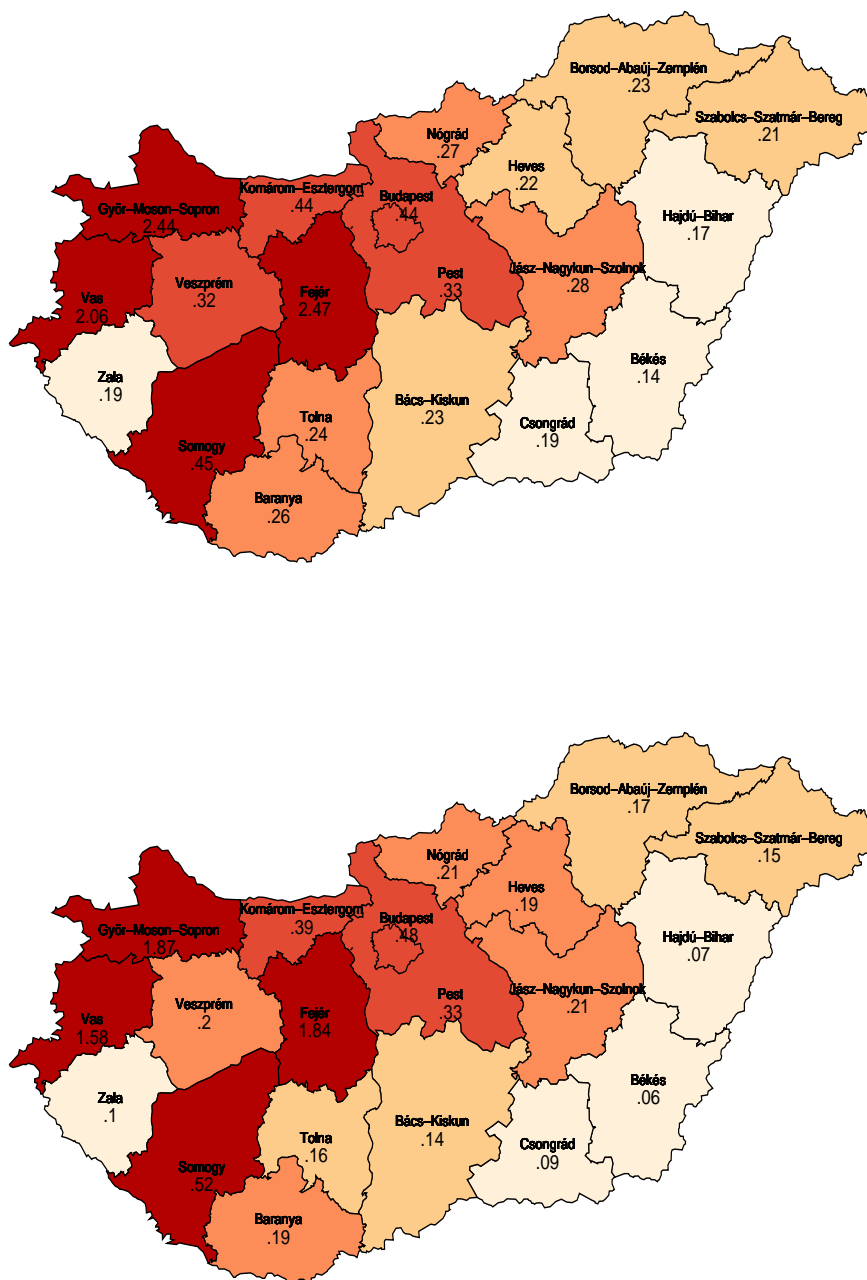 Borsod–Abaúj–Zemplén
.23
Szabolcs–Szatmár–Bereg
.21
Nógrád
.27
Heves
.22
Komárom–Esztergom
.44
Budapest
.44
Győr–Moson–Sopron
2.44
Hajdú–Bihar
.17
Pest
.33
Jász–Nagykun–Szolnok
.28
Veszprém
.32
Fejér
2.47
Vas
2.06
Békés
.14
Zala
.19
Bács–Kiskun
.23
Tolna
.24
Csongrád
.19
Somogy
.45
Baranya
.26
Borsod–Abaúj–Zemplén
.17
Szabolcs–Szatmár–Bereg
.15
Nógrád
.21
Heves
.19
Komárom–Esztergom
.39
Budapest
.48
Győr–Moson–Sopron
1.87
Hajdú–Bihar
.07
Pest
.33
Jász–Nagykun–Szolnok
.21
Veszprém
.2
Fejér
1.84
Vas
1.58
Békés
.06
Zala
.1
Bács–Kiskun
.14
Tolna
.16
Csongrád
.09
Somogy
.52
Baranya
.19